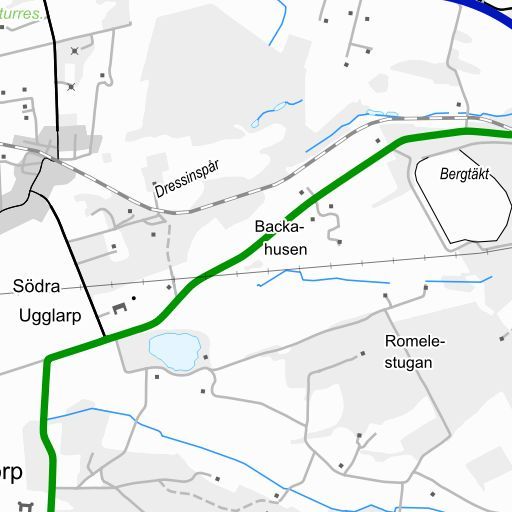 Dressinspår
Bergtäkt
Backa-
husen
Södra
Ugglarp
Romele-
stugan